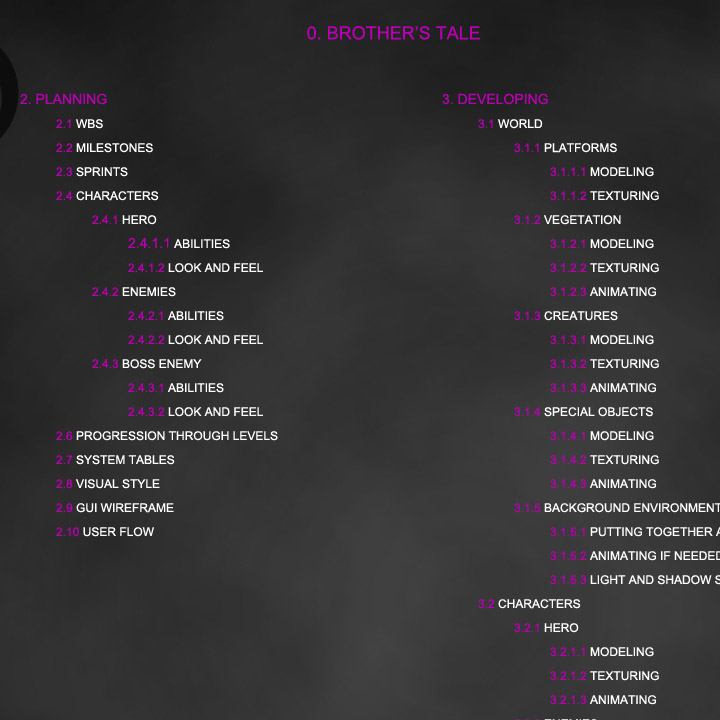 0. BROTHER'S TALE
2. PLANNING
2.1 WBS
2.2 MILESTONES
2.3 SPRINTS
2.4 CHARACTERS
2.4.1 HERO
2.4.1.1 ABILITIES
2.4.1.2 LOOK AND FEEL
2.4.2 ENEMIES
2.4.2.1 ABILITIES
2.4.2.2 LOOK AND FEEL
2.4.3 BOSS ENEMY
2.4.3.1 ABILITIES
2.4.3.2 LOOK AND FEEL
2.6 PROGRESSION THROUGH LEVELS
2.7 SYSTEM TABLES
2.8 VISUAL STYLE
2.9 GUI WIREFRAME
2.10 USER FLOW
3. DEVELOPING
3.1 WORLD
3.1.1 PLATFORMS
3.1.1.1 MODELING
3.1.1.2 TEXTURING
3.1.2 VEGETATION
3.1.2.1 MODELING
3.1.2.2 TEXTURING
3.1.2.3 ANIMATING
3.1.3 CREATURES
3.1.3.1 MODELING
3.1.3.2 TEXTURING
3.1.3.3 ANIMATING
3.1.4 SPECIAL OBJECTS
3.1.4.1 MODELING
3.1.4.2 TEXTURING
3.1.4.3 ANIMATING
3.1.5 BACKGROUND ENVIRONMENT
3.1.5.1 PUTTING TOGETHER
3.1.5.2 ANIMATING IF NEEDED
3.1.5.3 LIGHT AND SHADOW
3.2 CHARACTERS
3.2.1 HERO
3.2.1.1 MODELING
3.2.1.2 TEXTURING
3.2.1.3 ANIMATING